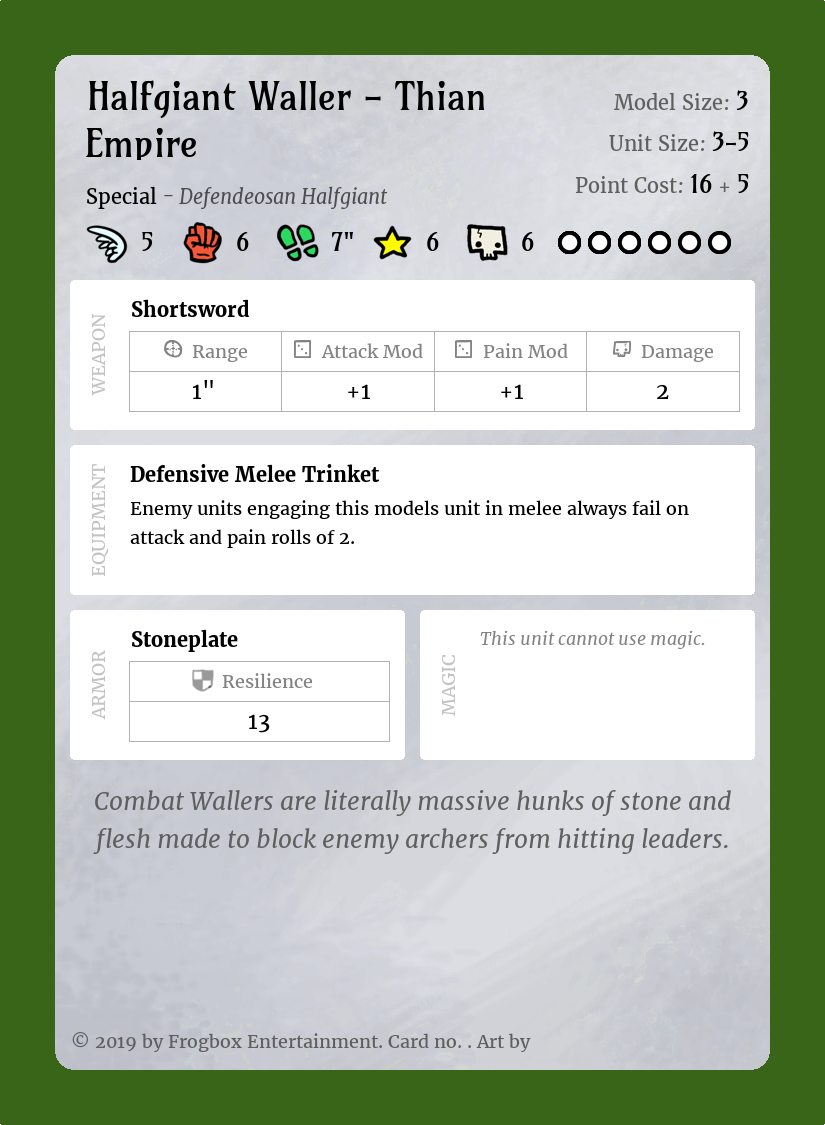 Halfgiant Waller – Thian
Empire
Model Size: 3
Unit Size: 3–5
Point Cost: 16 + 5
Special – Defendeosan Halfgiant
5 6 7" 6 6
WEAPON
Shortsword
Range Attack Mod Pain Mod Damage
1" +1 +1 2
EQUIPMENT
Defensive Melee Trinket
Enemy units engaging this models unit in melee always fail on
attack and pain rolls of 2.
ARMOR
Stoneplate
Resilience
13
MAGIC
This unit cannot use magic.
Combat Wallers are literally massive hunks of stone and
flesh made to block enemy archers from hitting leaders.
© 2019 by Frogbox Entertainment. Card no. . Art by